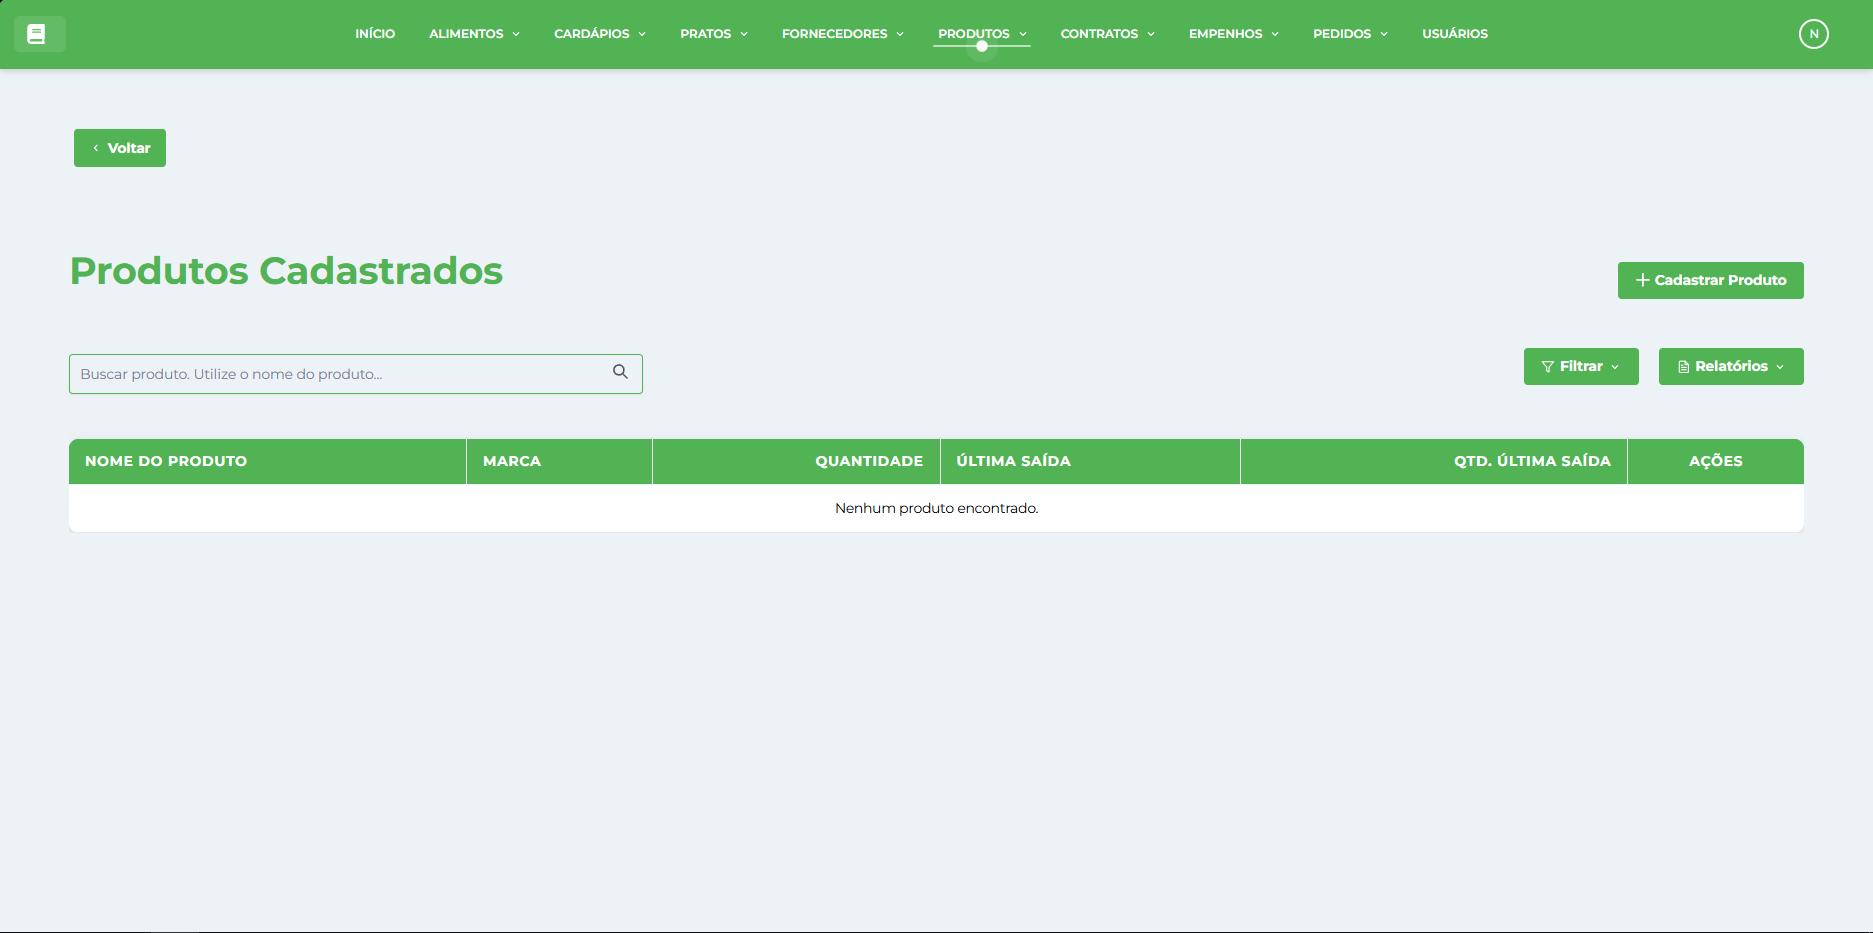 INÍCIO ALIMENTOS CARDÁPIOS PRATOS FORNECEDORES PRODUTOS CONTRATOS EMPENHOS PEDIDOS USUÁRIOS N
Voltar
Produtos Cadastrados
Cadastrar Produto
Buscar produto. Utilize o nome do produto...
Filtrar Relatórios
NOME DO PRODUTO MARCA QUANTIDADE ÚLTIMA SAÍDA QTD. ÚLTIMA SAÍDA AÇÕES
Nenhum produto encontrado.